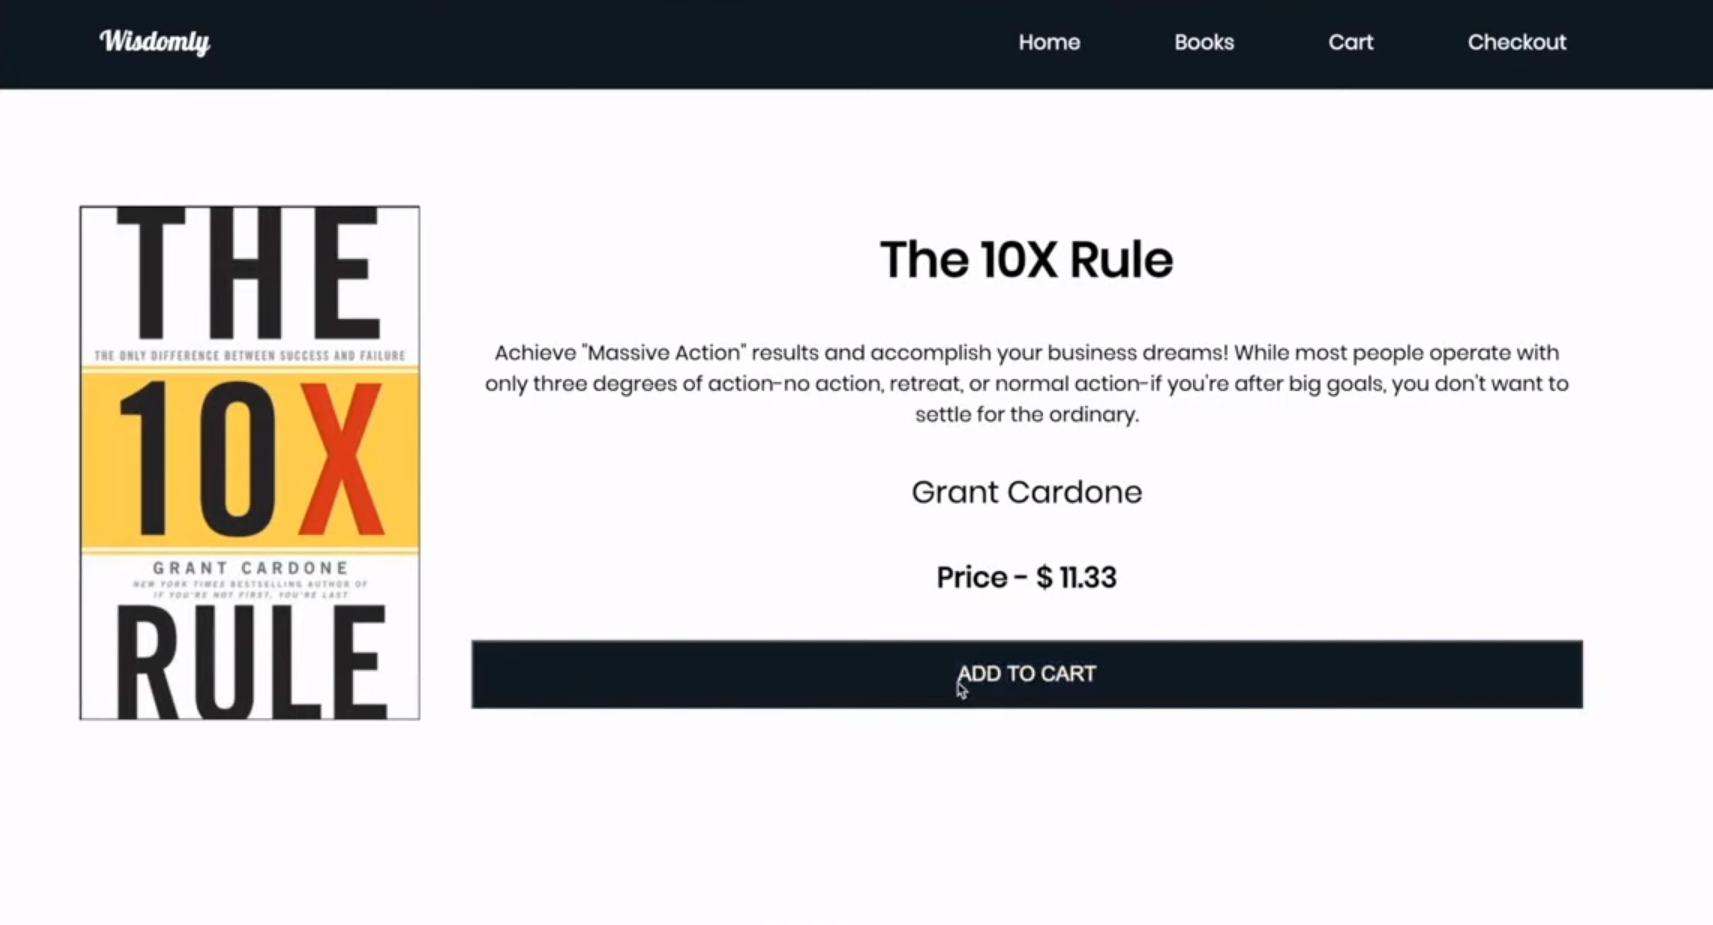 Wisdomly
Home
Books
Cart
Checkout
THE
THE ONLY DIFFERENCE BETWEEN SUCCESS AND FAILURE
10X
GRANT CARDONE
NEW YORK TIMES BESTSELLING AUTHOR OF
IF YOU'RE NOT FIRST, YOU'RE LAST
RULE
The 10X Rule
Achieve "Massive Action" results and accomplish your business dreams! While most people operate with
only three degrees of action-no action, retreat, or normal action-if you're after big goals, you don't want to
settle for the ordinary.
Grant Cardone
Price - $ 11.33
ADD TO CART